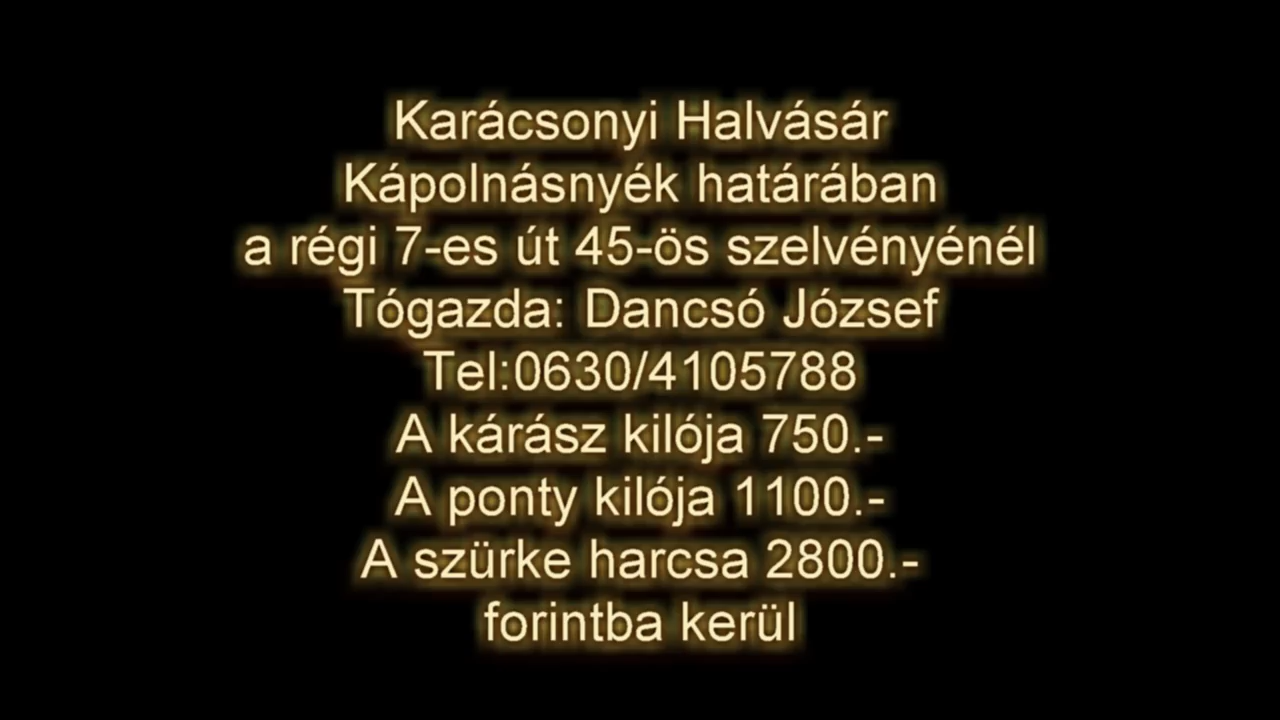 Karácsonyi Halvásár
Kápolnásnyék határában
a régi 7-es út 45-ös szelvényénél
Tógazda: Dancsó József
Tel:0630/4105788
A kárász kilója 750.-
A ponty kilója 1100.-
A szürke harcsa 2800.-
forintba kerül